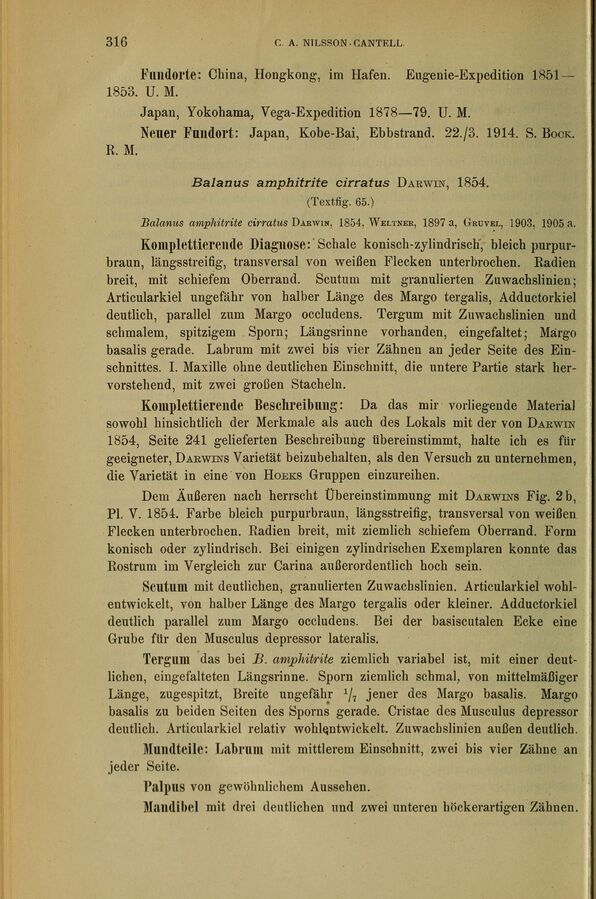 316
C. A. NILSSON-CANTELL.
Fundorte: China, Hongkong, im Hafen. Eugenie-Expedition 1851—
1853. U. M.
Japan, Yokohama, Vega-Expedition 1878—79. U. M.
Neuer Fundort: Japan, Kobe-Bai, Ebbstrand. 22./3. 1914. S. BOCK.
R. M.
Balanus amphitrite cirratus DARWIN, 1854.
(Textfig. 65.)
Balanus amphitrite cirratus DARWIN, 1854, WELTNER, 1897 a, GRUVEL, 1903, 1905 a.
Komplettierende Diagnose: Schale konisch-zylindrisch, bleich purpur-
braun, längsstreifig, transversal von weißen Flecken unterbrochen. Radien
breit, mit schiefem Oberrand. Scutum mit granulierten Zuwachslinien;
Articularkiel ungefähr von halber Länge des Margo tergalis, Adductorkiel
deutlich, parallel zum Margo occludens. Tergum mit Zuwachslinien und
schmalem, spitzigem Sporn; Längsrinne vorhanden, eingefaltet; Margo
basalis gerade. Labrum mit zwei bis vier Zähnen an jeder Seite des Ein-
schnittes. I. Maxille ohne deutlichen Einschnitt, die untere Partie stark her-
vorstehend, mit zwei großen Stacheln.
Komplettierende Beschreibung: Da das mir vorliegende Material
sowohl hinsichtlich der Merkmale als auch des Lokals mit der von DARWIN
1854, Seite 241 gelieferten Beschreibung übereinstimmt, halte ich es für
geeigneter, DARWINS Varietät beizubehalten, als den Versuch zu unternehmen,
die Varietät in eine von HOEKS Gruppen einzureihen.
Dem Äußeren nach herrscht Übereinstimmung mit DARWINS Fig. 2 b,
Pl. V. 1854. Farbe bleich purpurbraun, längsstreifig, transversal von weißen
Flecken unterbrochen. Radien breit, mit ziemlich schiefem Oberrand. Form
konisch oder zylindrisch. Bei einigen zylindrischen Exemplaren konnte das
Rostrum im Vergleich zur Carina außerordentlich hoch sein.
Scutum mit deutlichen, granulierten Zuwachslinien. Articularkiel wohl-
entwickelt, von halber Länge des Margo tergalis oder kleiner. Adductorkiel
deutlich parallel zum Margo occludens. Bei der basiscutalen Ecke eine
Grube für den Musculus depressor lateralis.
Tergum das bei B. amphitrite ziemlich variabel ist, mit einer deut-
lichen, eingefalteten Längsrinne. Sporn ziemlich schmal, von mittelmäßiger
Länge, zugespitzt, Breite ungefähr 1/7 jener des Margo basalis. Margo
basalis zu beiden Seiten des Sporns gerade. Cristae des Musculus depressor
deutlich. Articularkiel relativ wohlentwickelt. Zuwachslinien außen deutlich.
Mundteile: Labrum mit mittlerem Einschnitt, zwei bis vier Zähne an
jeder Seite.
Palpus von gewöhnlichem Aussehen.
Mandibel mit drei deutlichen und zwei unteren höckerartigen Zähnen.